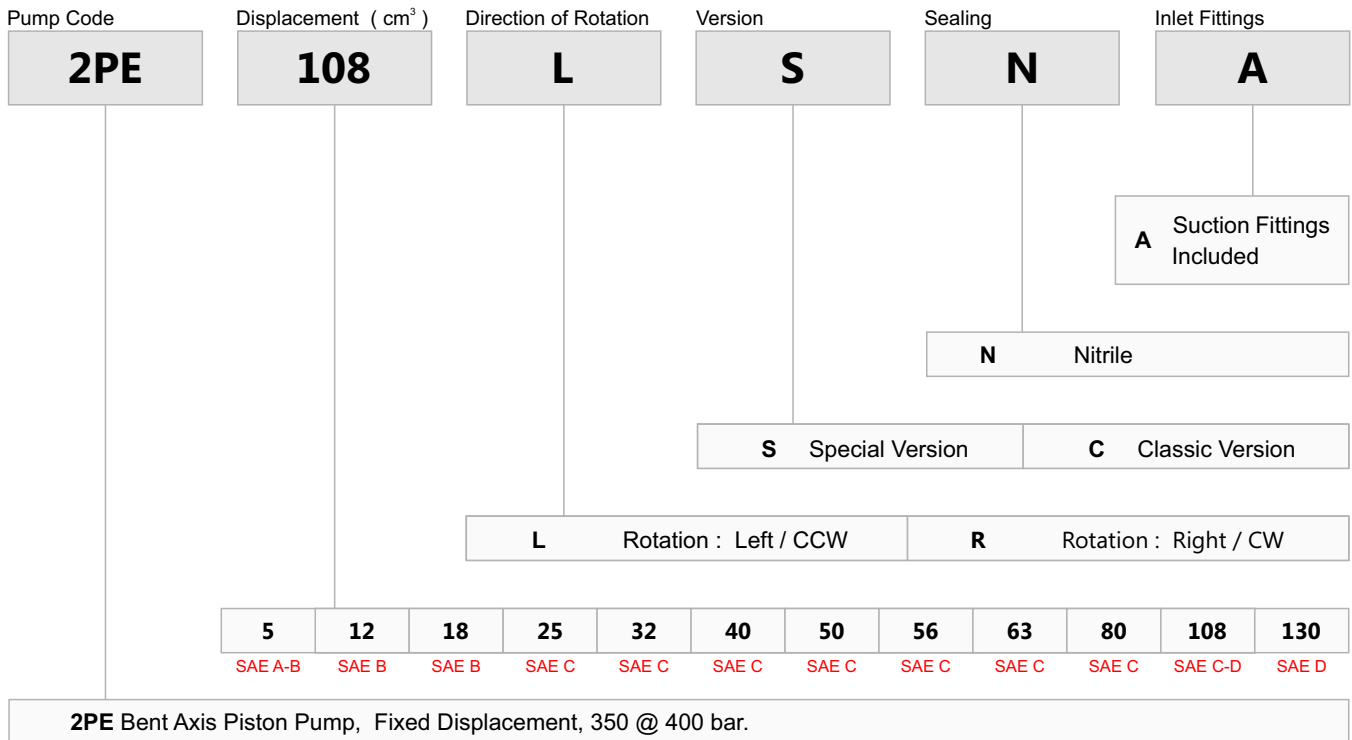 Pump Code Displacement ( cm³ ) Direction of Rotation Version Sealing Inlet Fittings
2PE 108 L S N A
A Suction Fittings
Included
N Nitrile
S Special Version C Classic Version
L Rotation : Left / CCW R Rotation : Right / CW
5 12 18 25 32 40 50 56 63 80 108 130
SAE A-B SAE B SAE B SAE C SAE C SAE C SAE C SAE C SAE C SAE C SAE C-D SAE D
2PE Bent Axis Piston Pump, Fixed Displacement, 350 @ 400 bar.